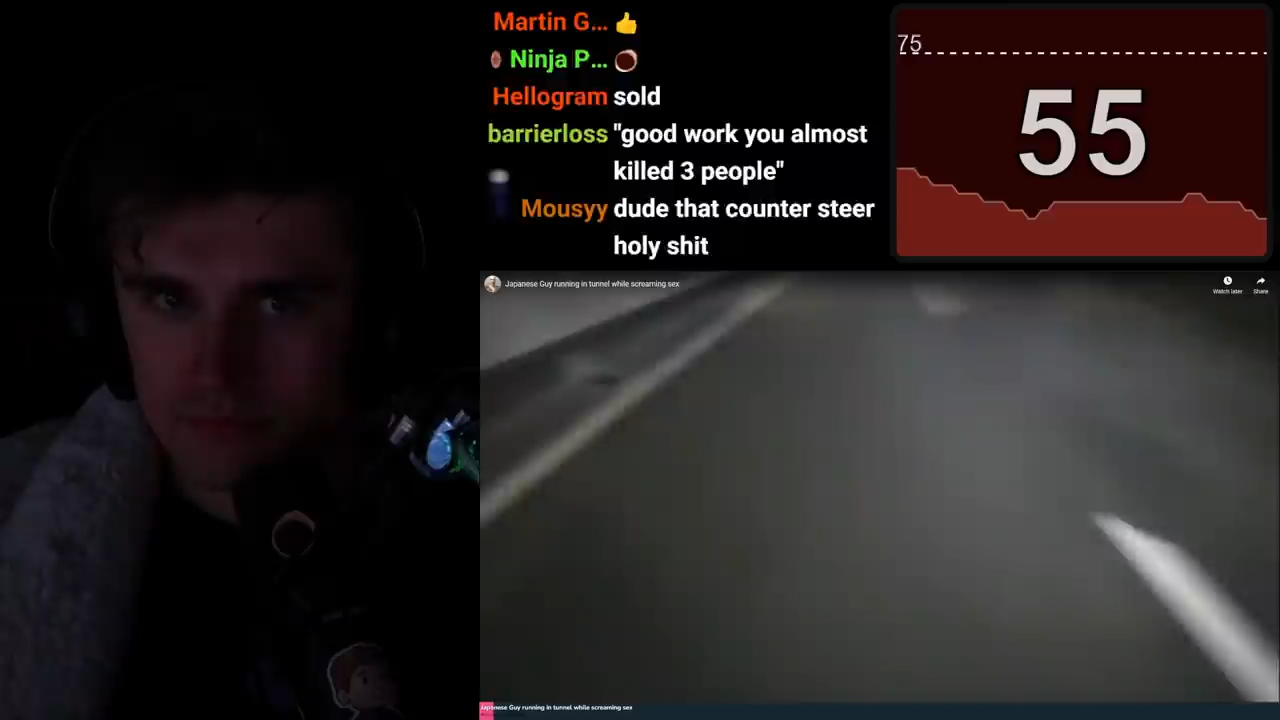 Martin G... 👍
Ninja P...
Hellogram sold
barrierloss "good work you almost
killed 3 people"
Mousyy dude that counter steer
holy shit
75
55
Japanese Guy running in tunnel while screaming sex
Watch later
Share
Japanese Guy running in tunnel while screaming sex